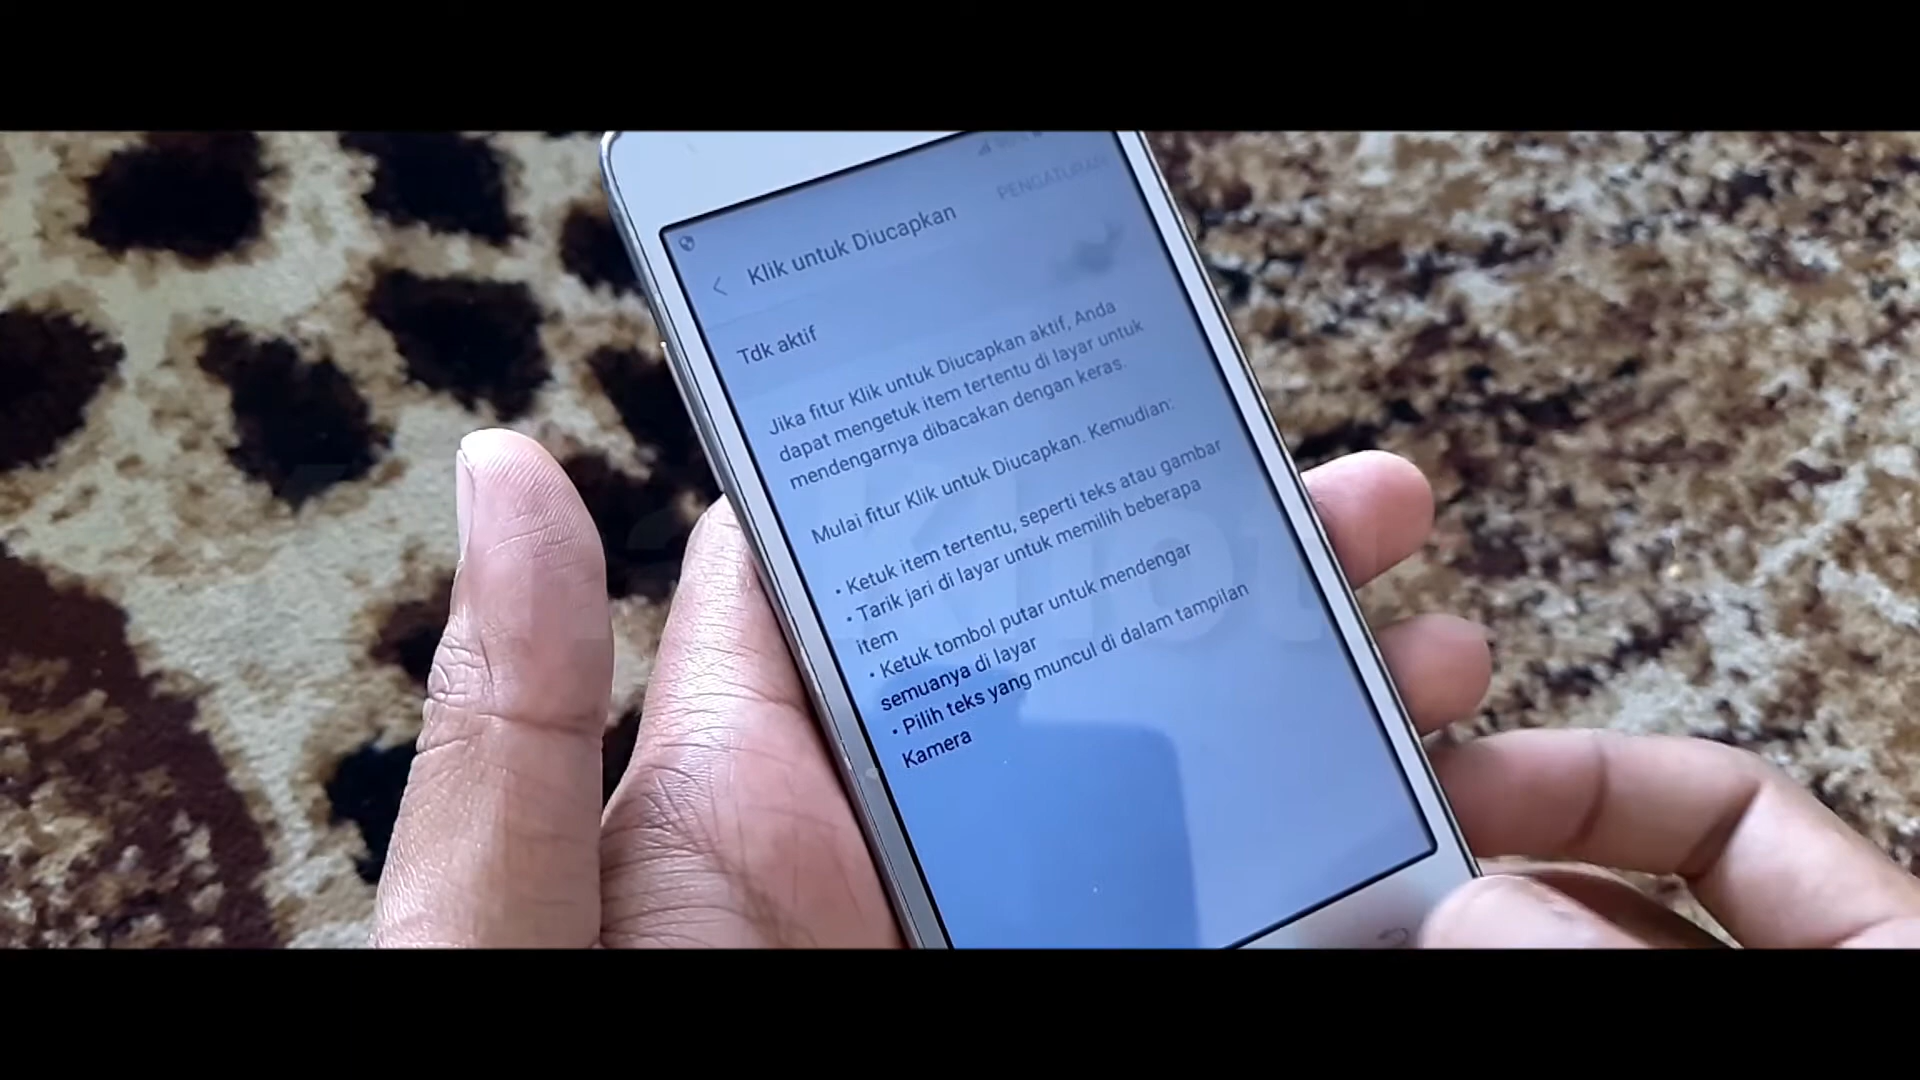 PENGATURAN
Klik untuk Diucapkan
Tdk aktif
Jika fitur Klik untuk Diucapkan aktif, Anda
dapat mengetuk item tertentu di layar untuk
mendengarnya dibacakan dengan keras.
Mulai fitur Klik untuk Diucapkan. Kemudian:
• Ketuk item tertentu, seperti teks atau gambar
• Tarik jari di layar untuk memilih beberapa
item
• Ketuk tombol putar untuk mendengar
semuanya di layar
• Pilih teks yang muncul di dalam tampilan
Kamera